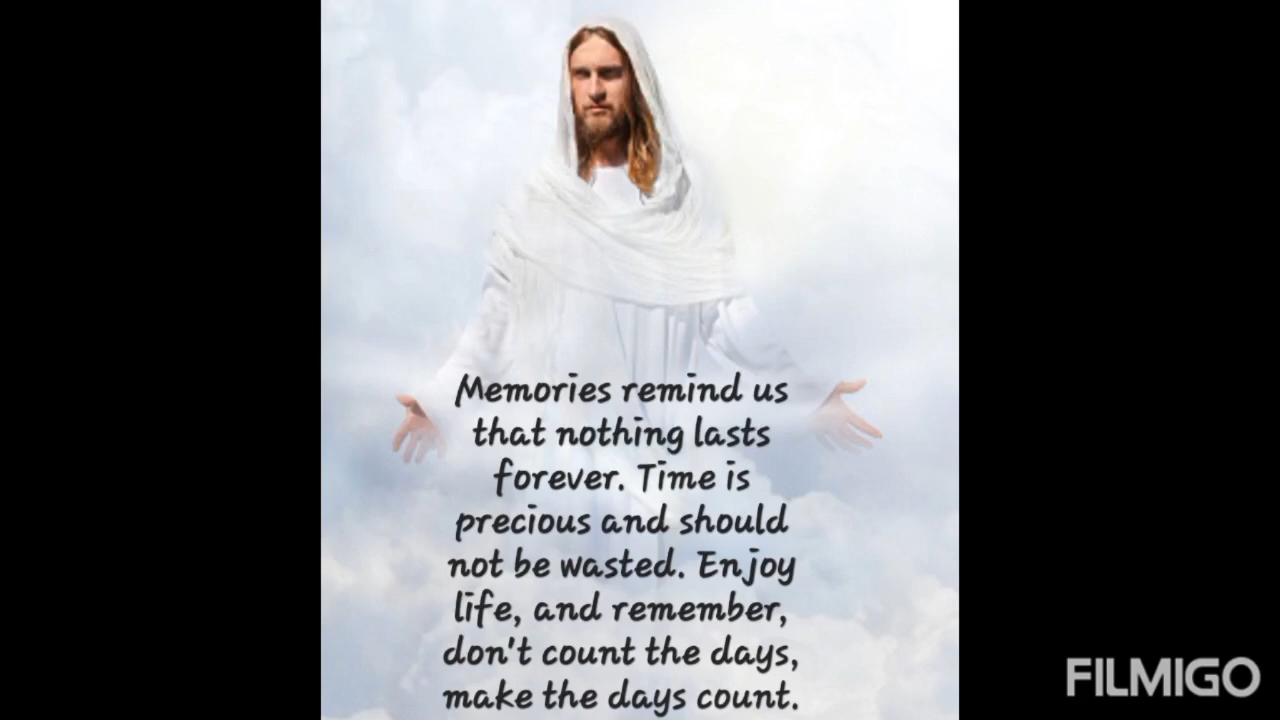 Memories remind us
that nothing lasts
forever. Time is
precious and should
not be wasted. Enjoy
life, and remember,
don't count the days,
make the days count.
FILMIGO